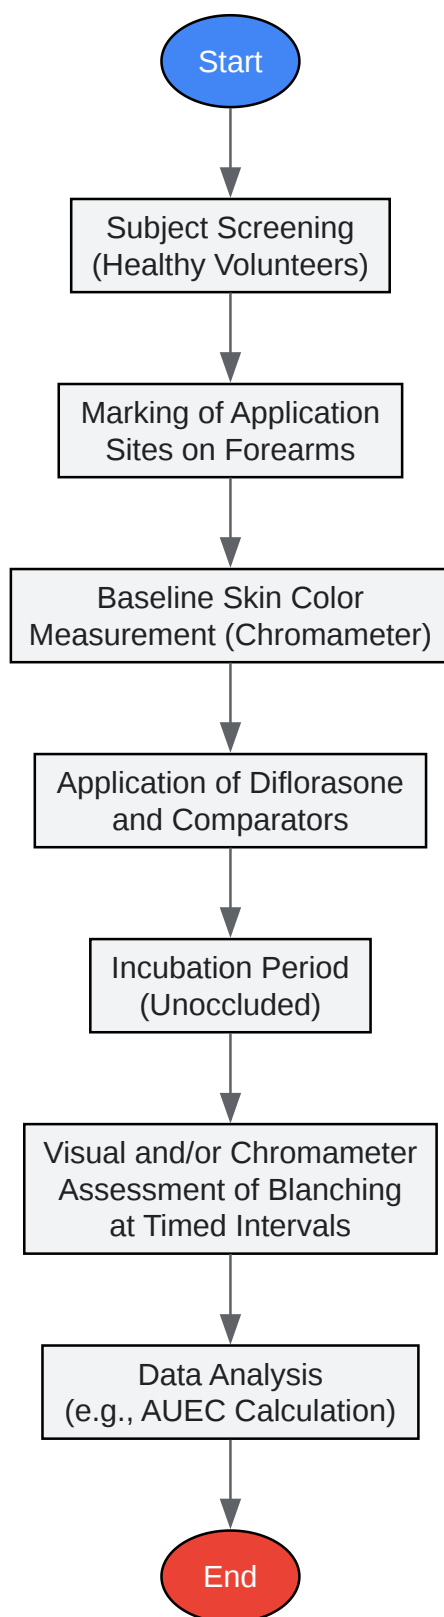 Start
Subject Screening
(Healthy Volunteers)
Marking of Application
Sites on Forearms
Baseline Skin Color
Measurement (Chromameter)
Application of Diflorasone
and Comparators
Incubation Period
(Unoccluded)
Visual and/or Chromameter
Assessment of Blanching
at Timed Intervals
Data Analysis
(e.g., AUEC Calculation)
End